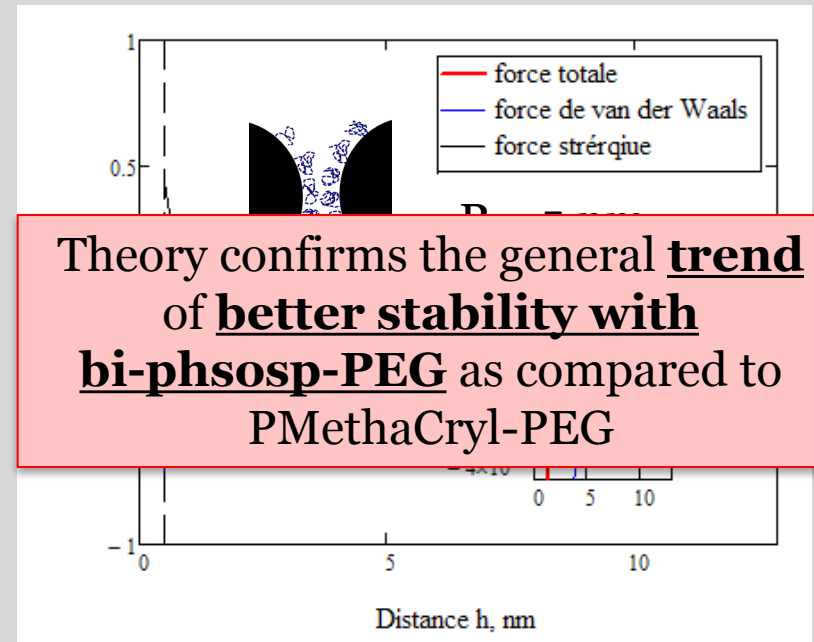 1
force totale
force de van der Waals
force strérqiue
0.5
Theory confirms the general trend
of better stability with
bi-phsosp-PEG as compared to
PMethaCryl-PEG
0 5 10
-1
0 5 10
Distance h, nm